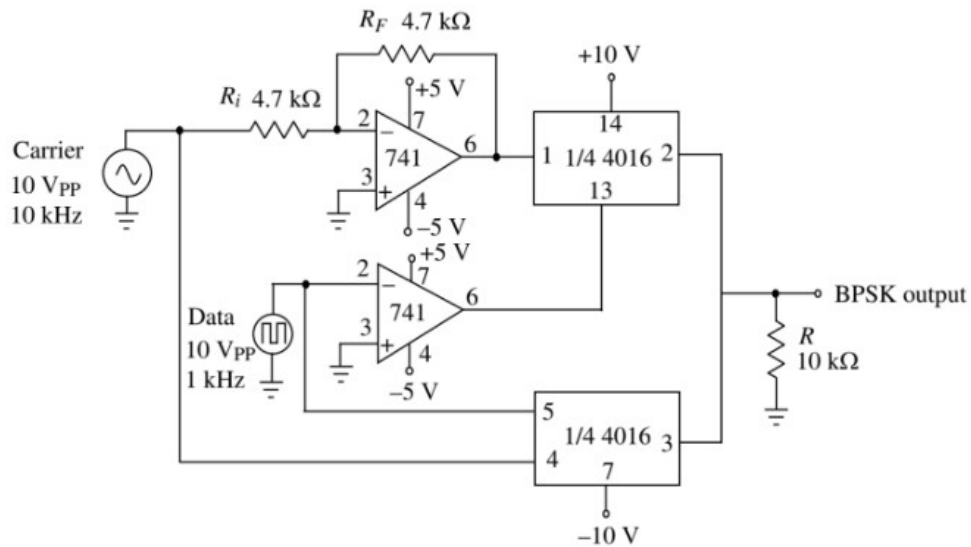 R_F 4.7 kΩ
+10 V
R_i 4.7 kΩ
+5 V
2
7
−
14
Carrier
6
1 1/4 4016 2
741
10 VPP
3
13
+
10 kHz
4
−5 V
+5 V
2
7
−
6
BPSK output
Data
741
R
3
10 VPP
+
4
10 kΩ
1 kHz
−5 V
5
1/4 4016 3
4
7
−10 V